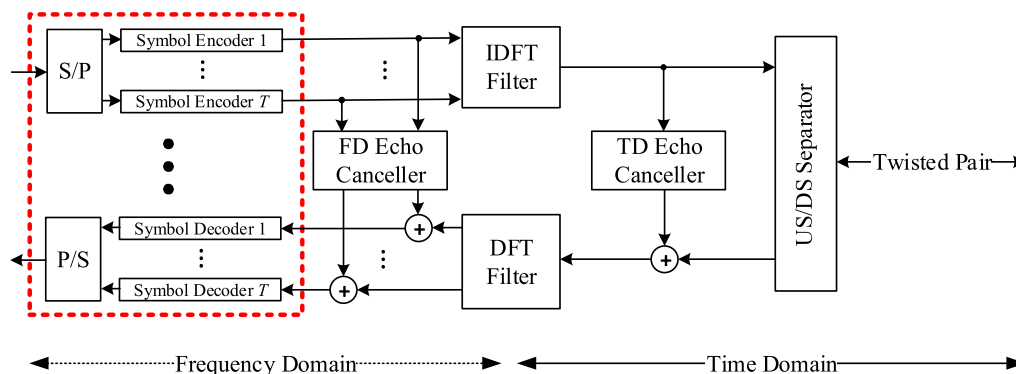 Symbol Encoder 1
S/P
Symbol Encoder T
IDFT
Filter
FD Echo
Canceller
TD Echo
Canceller
US/DS Separator
Twisted Pair
Symbol Decoder 1
P/S
Symbol Decoder T
+
+
+
DFT
Filter
Frequency Domain
Time Domain